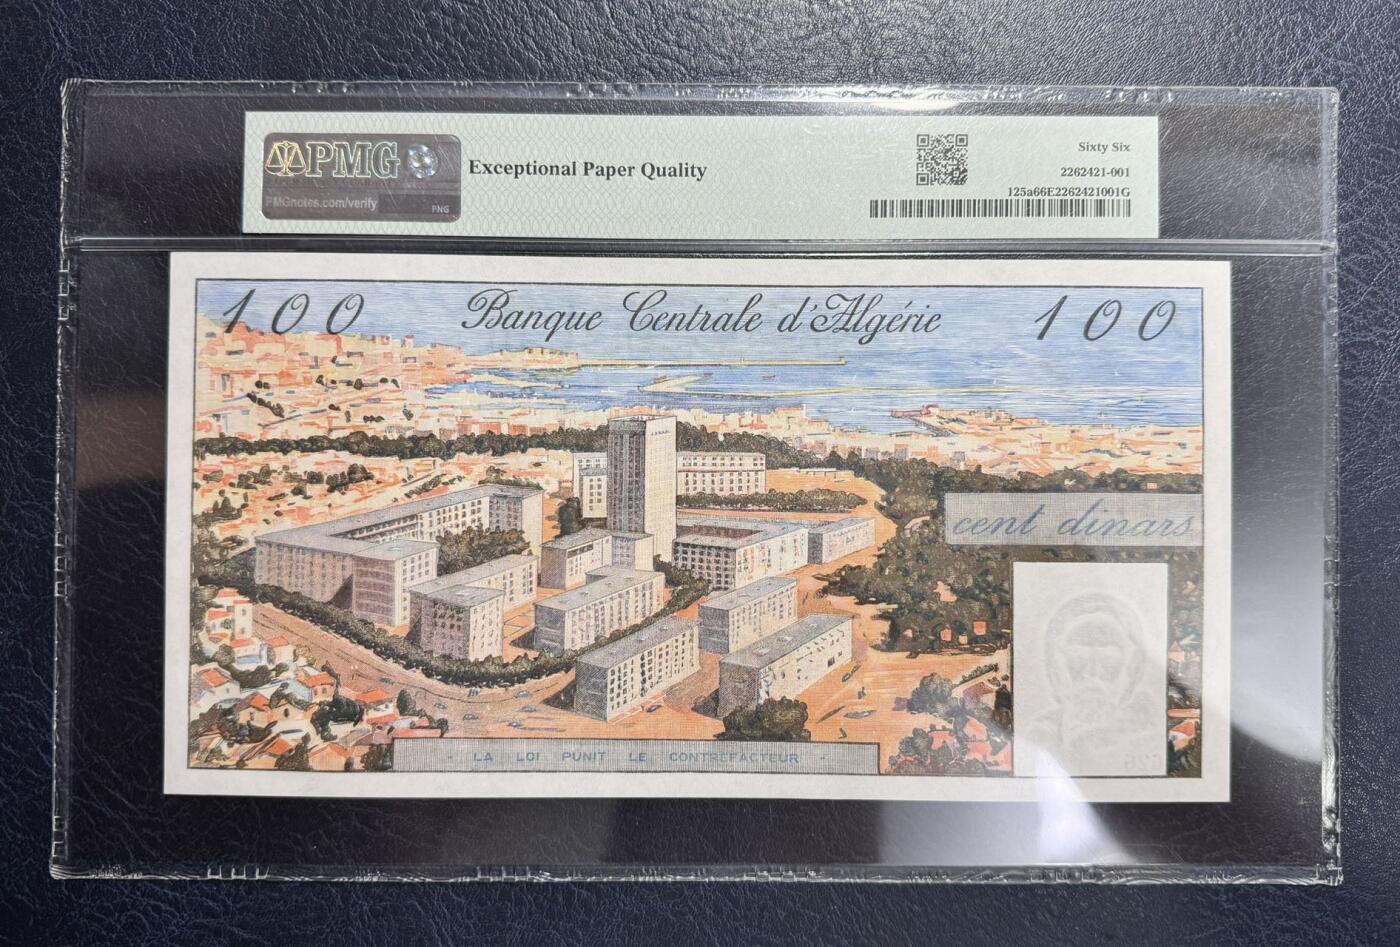 PMG
PMGnotes.com/verify
PNG
Exceptional Paper Quality
Sixty Six
2262421-001
125a66E2262421001G
100 Banque Centrale d'Algérie 100
cent dinars
- LA LOI PUNIT LE CONTREFACTEUR -